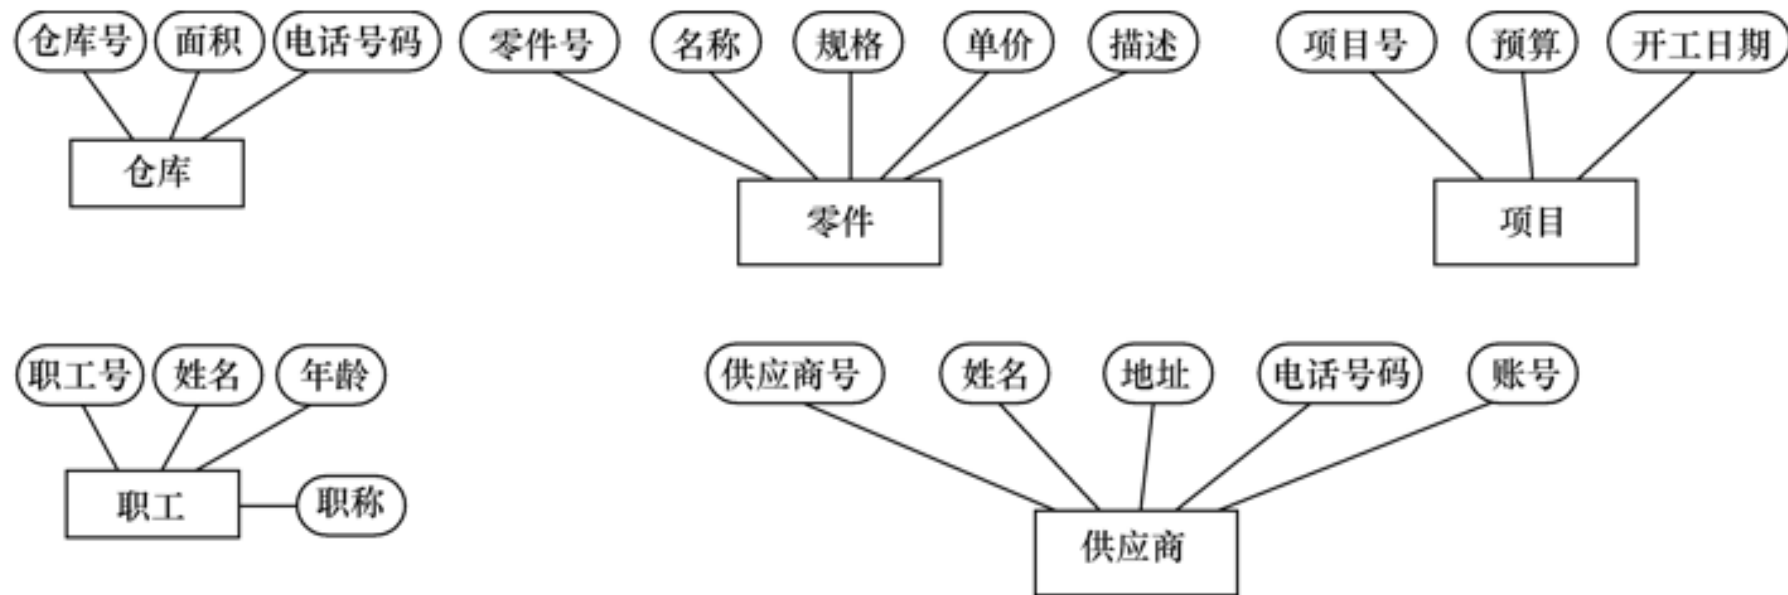 仓库号 面积 电话号码 零件号 名称 规格 单价 描述 项目号 预算 开工日期
仓库
零件 项目
职工号 姓名 年龄 供应商号 姓名 地址 电话号码 账号
职工 职称
供应商